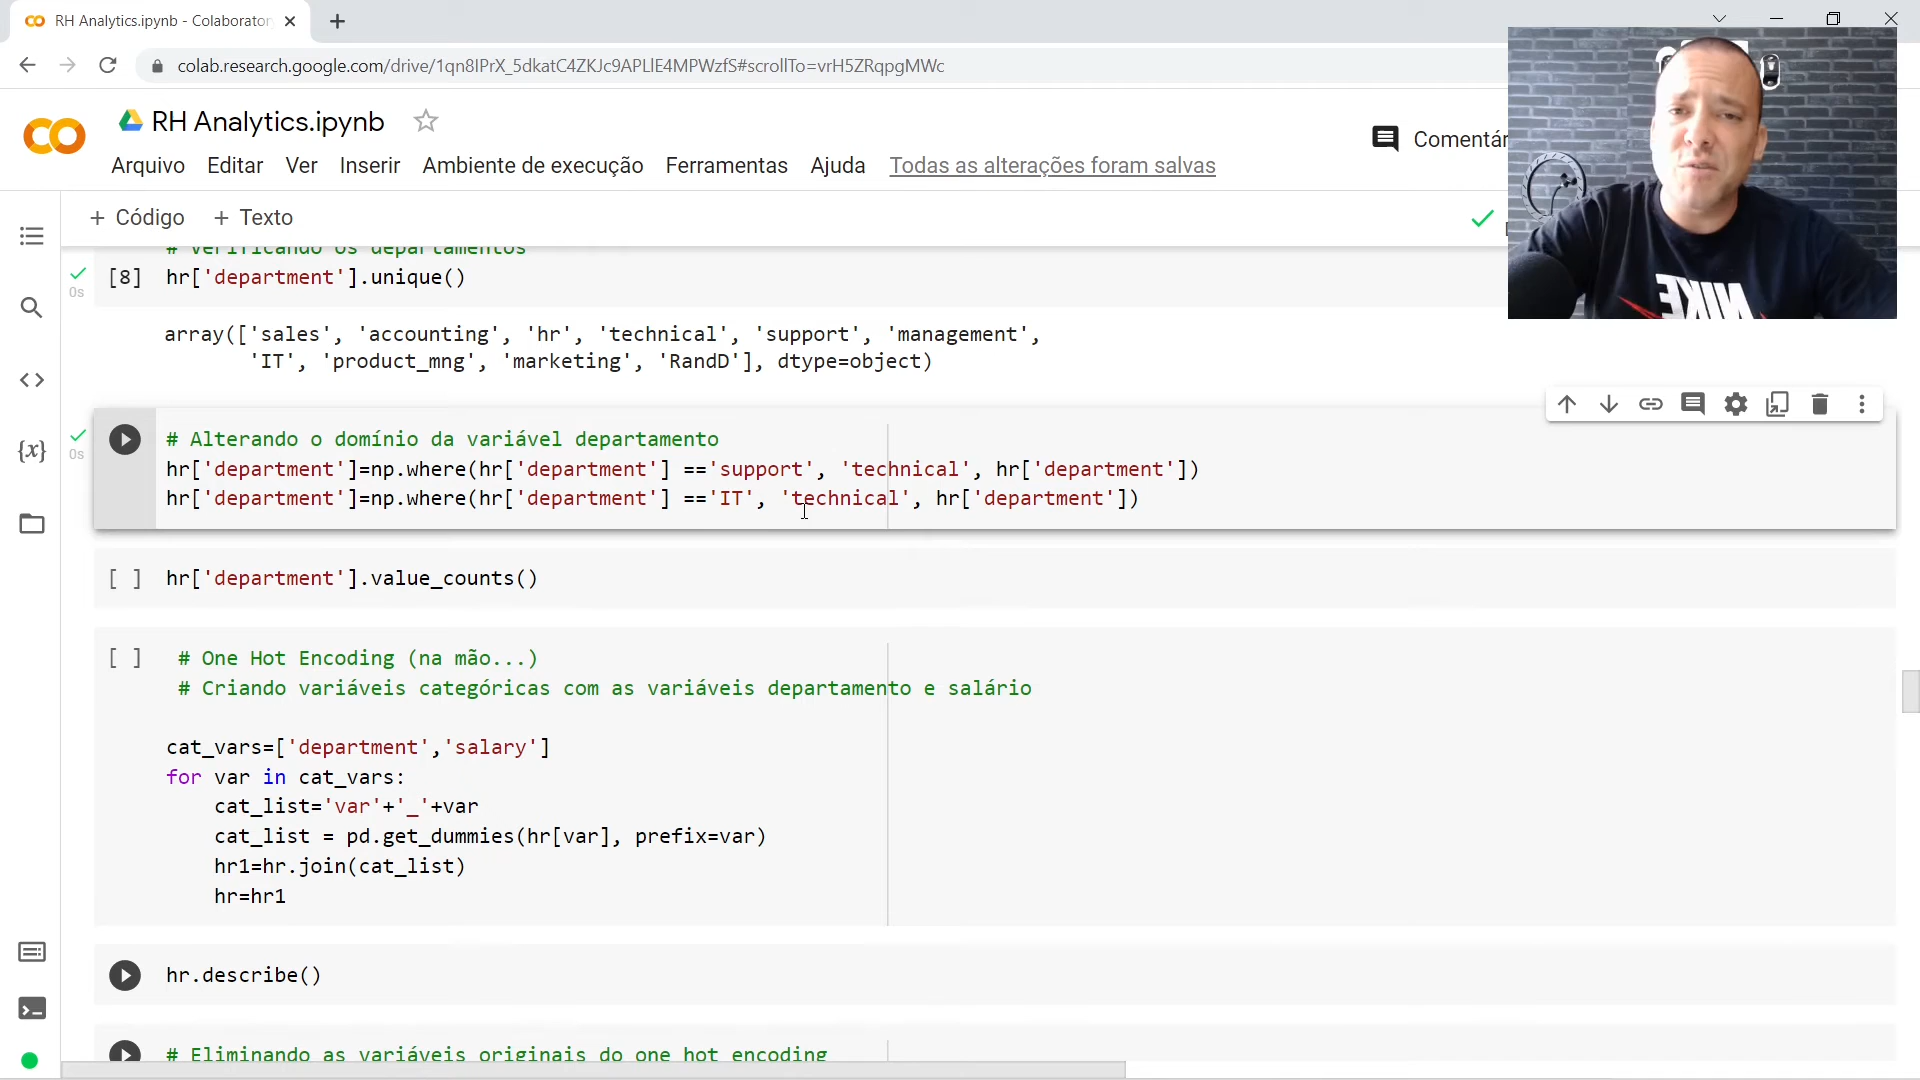 RH Analytics.ipynb - Colaborator
colab.research.google.com/drive/1qn8IPrX_5dkatC4ZKJc9APLlE4MPWzfS#scrollTo=vrH5ZRqpgMWc
RH Analytics.ipynb
Comentár
Arquivo Editar Ver Inserir Ambiente de execução Ferramentas Ajuda Todas as alterações foram salvas
+ Código + Texto
# Verificando os departamentos
[8] hr['department'].unique()
0s
array(['sales', 'accounting', 'hr', 'technical', 'support', 'management',
'IT', 'product_mng', 'marketing', 'RandD'], dtype=object)
# Alterando o domínio da variável departamento
0s
hr['department']=np.where(hr['department'] =='support', 'technical', hr['department'])
hr['department']=np.where(hr['department'] =='IT', 'technical', hr['department'])
[ ] hr['department'].value_counts()
[ ] # One Hot Encoding (na mão...)
# Criando variáveis categóricas com as variáveis departamento e salário
cat_vars=['department','salary']
for var in cat_vars:
cat_list='var'+'_'+var
cat_list = pd.get_dummies(hr[var], prefix=var)
hr1=hr.join(cat_list)
hr=hr1
hr.describe()
# Eliminando as variáveis originais do one hot encoding
{x}
NIKE